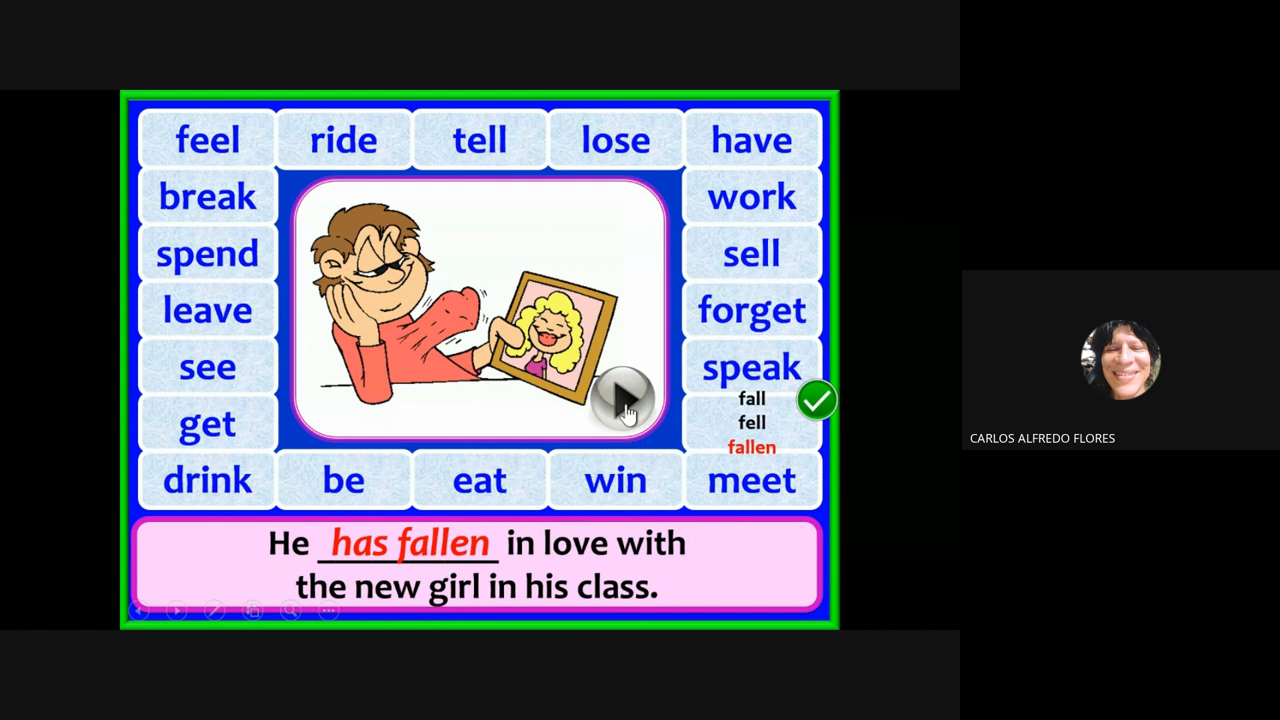 feel ride tell lose have
break work
spend sell
leave forget
see speak
fall
get fell
fallen
drink be eat win meet
He has fallen in love with
the new girl in his class.
CARLOS ALFREDO FLORES